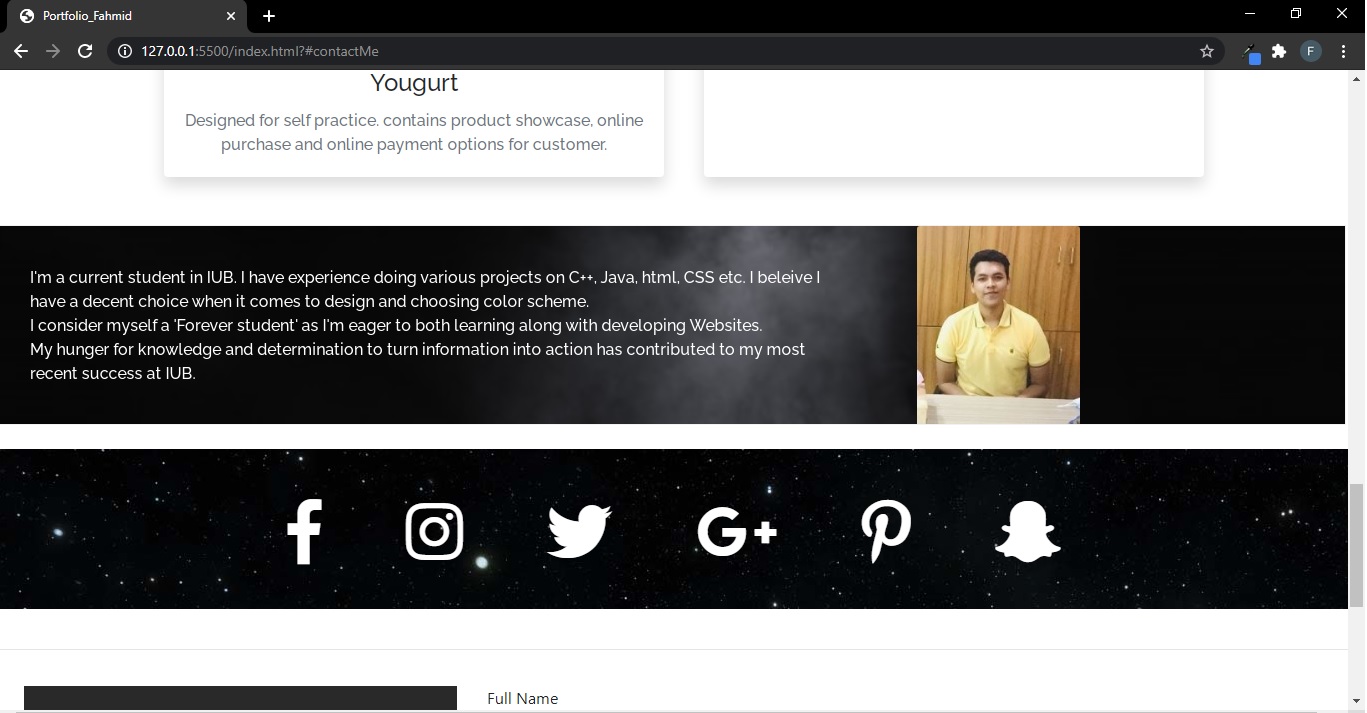 Portfolio_Fahmid
127.0.0.1:5500/index.html?#contactMe
F
Yougurt
Designed for self practice. contains product showcase, online
purchase and online payment options for customer.
I'm a current student in IUB. I have experience doing various projects on C++, Java, html, CSS etc. I beleive I
have a decent choice when it comes to design and choosing color scheme.
I consider myself a 'Forever student' as I'm eager to both learning along with developing Websites.
My hunger for knowledge and determination to turn information into action has contributed to my most
recent success at IUB.
G+
Full Name